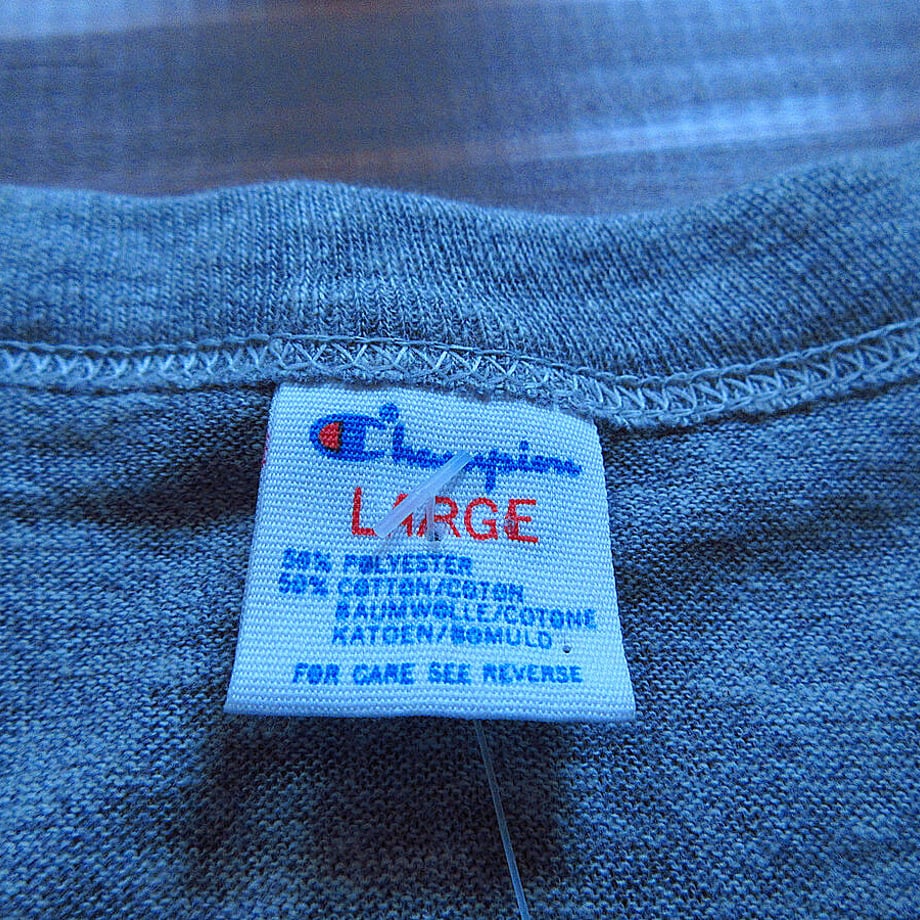 Champion
LARGE
50% POLYESTER
50% COTTON/COTON
BAUMWOLLE/COTONE
KATOEN/BOMULD
FOR CARE SEE REVERSE